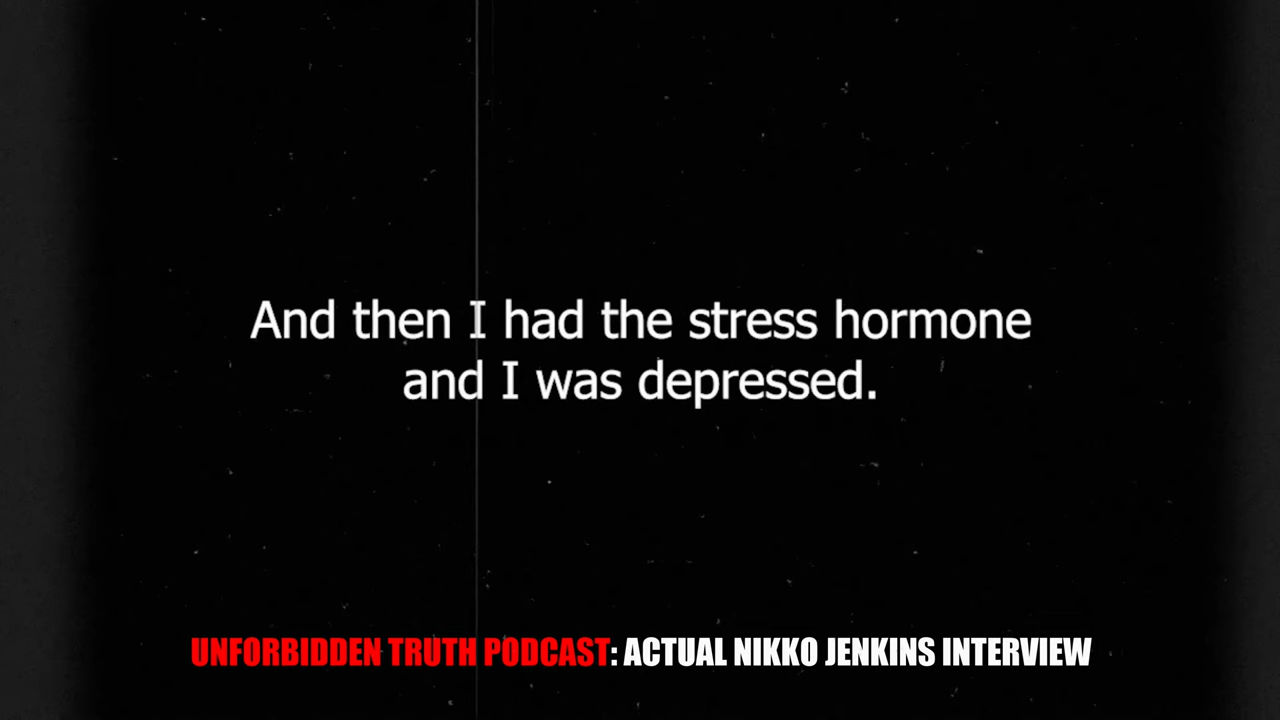 And then I had the stress hormone
and I was depressed.
UNFORBIDDEN TRUTH PODCAST: ACTUAL NIKKO JENKINS INTERVIEW